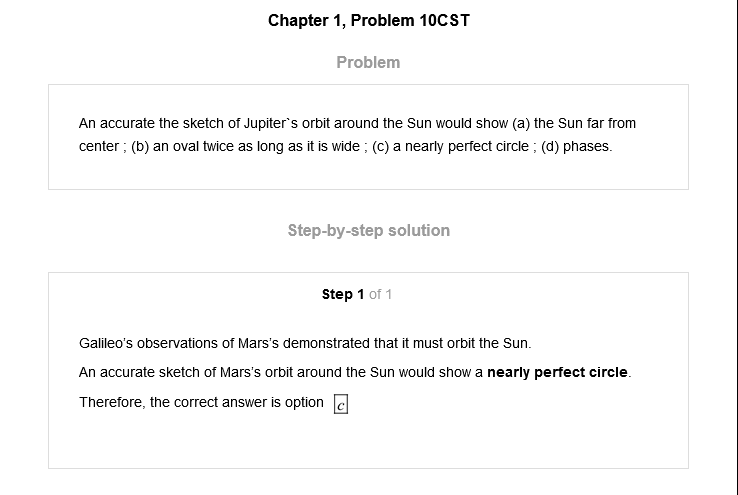 Chapter 1, Problem 10CST
Problem
An accurate the sketch of Jupiter`s orbit around the Sun would show (a) the Sun far from
center ; (b) an oval twice as long as it is wide ; (c) a nearly perfect circle ; (d) phases.
Step-by-step solution
Step 1 of 1
Galileo's observations of Mars's demonstrated that it must orbit the Sun.
An accurate sketch of Mars's orbit around the Sun would show a nearly perfect circle.
Therefore, the correct answer is option c